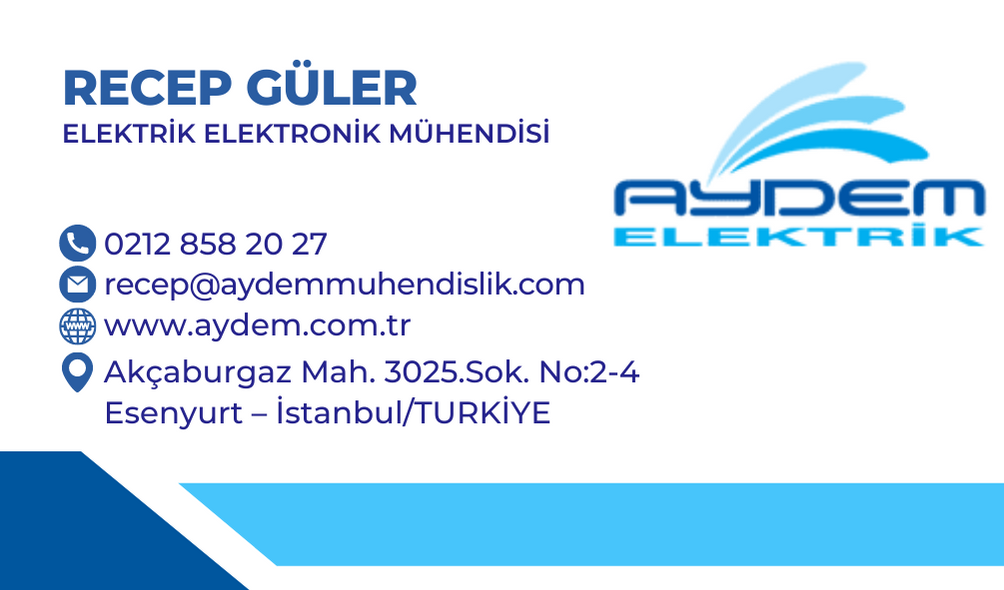 RECEP GÜLER
ELEKTRİK ELEKTRONİK MÜHENDİSİ
AYDEM
ELEKTRİK
0212 858 20 27
recep@aydemmuhendislik.com
www
www.aydem.com.tr
Akçaburgaz Mah. 3025.Sok. No:2-4
Esenyurt – İstanbul/TURKİYE